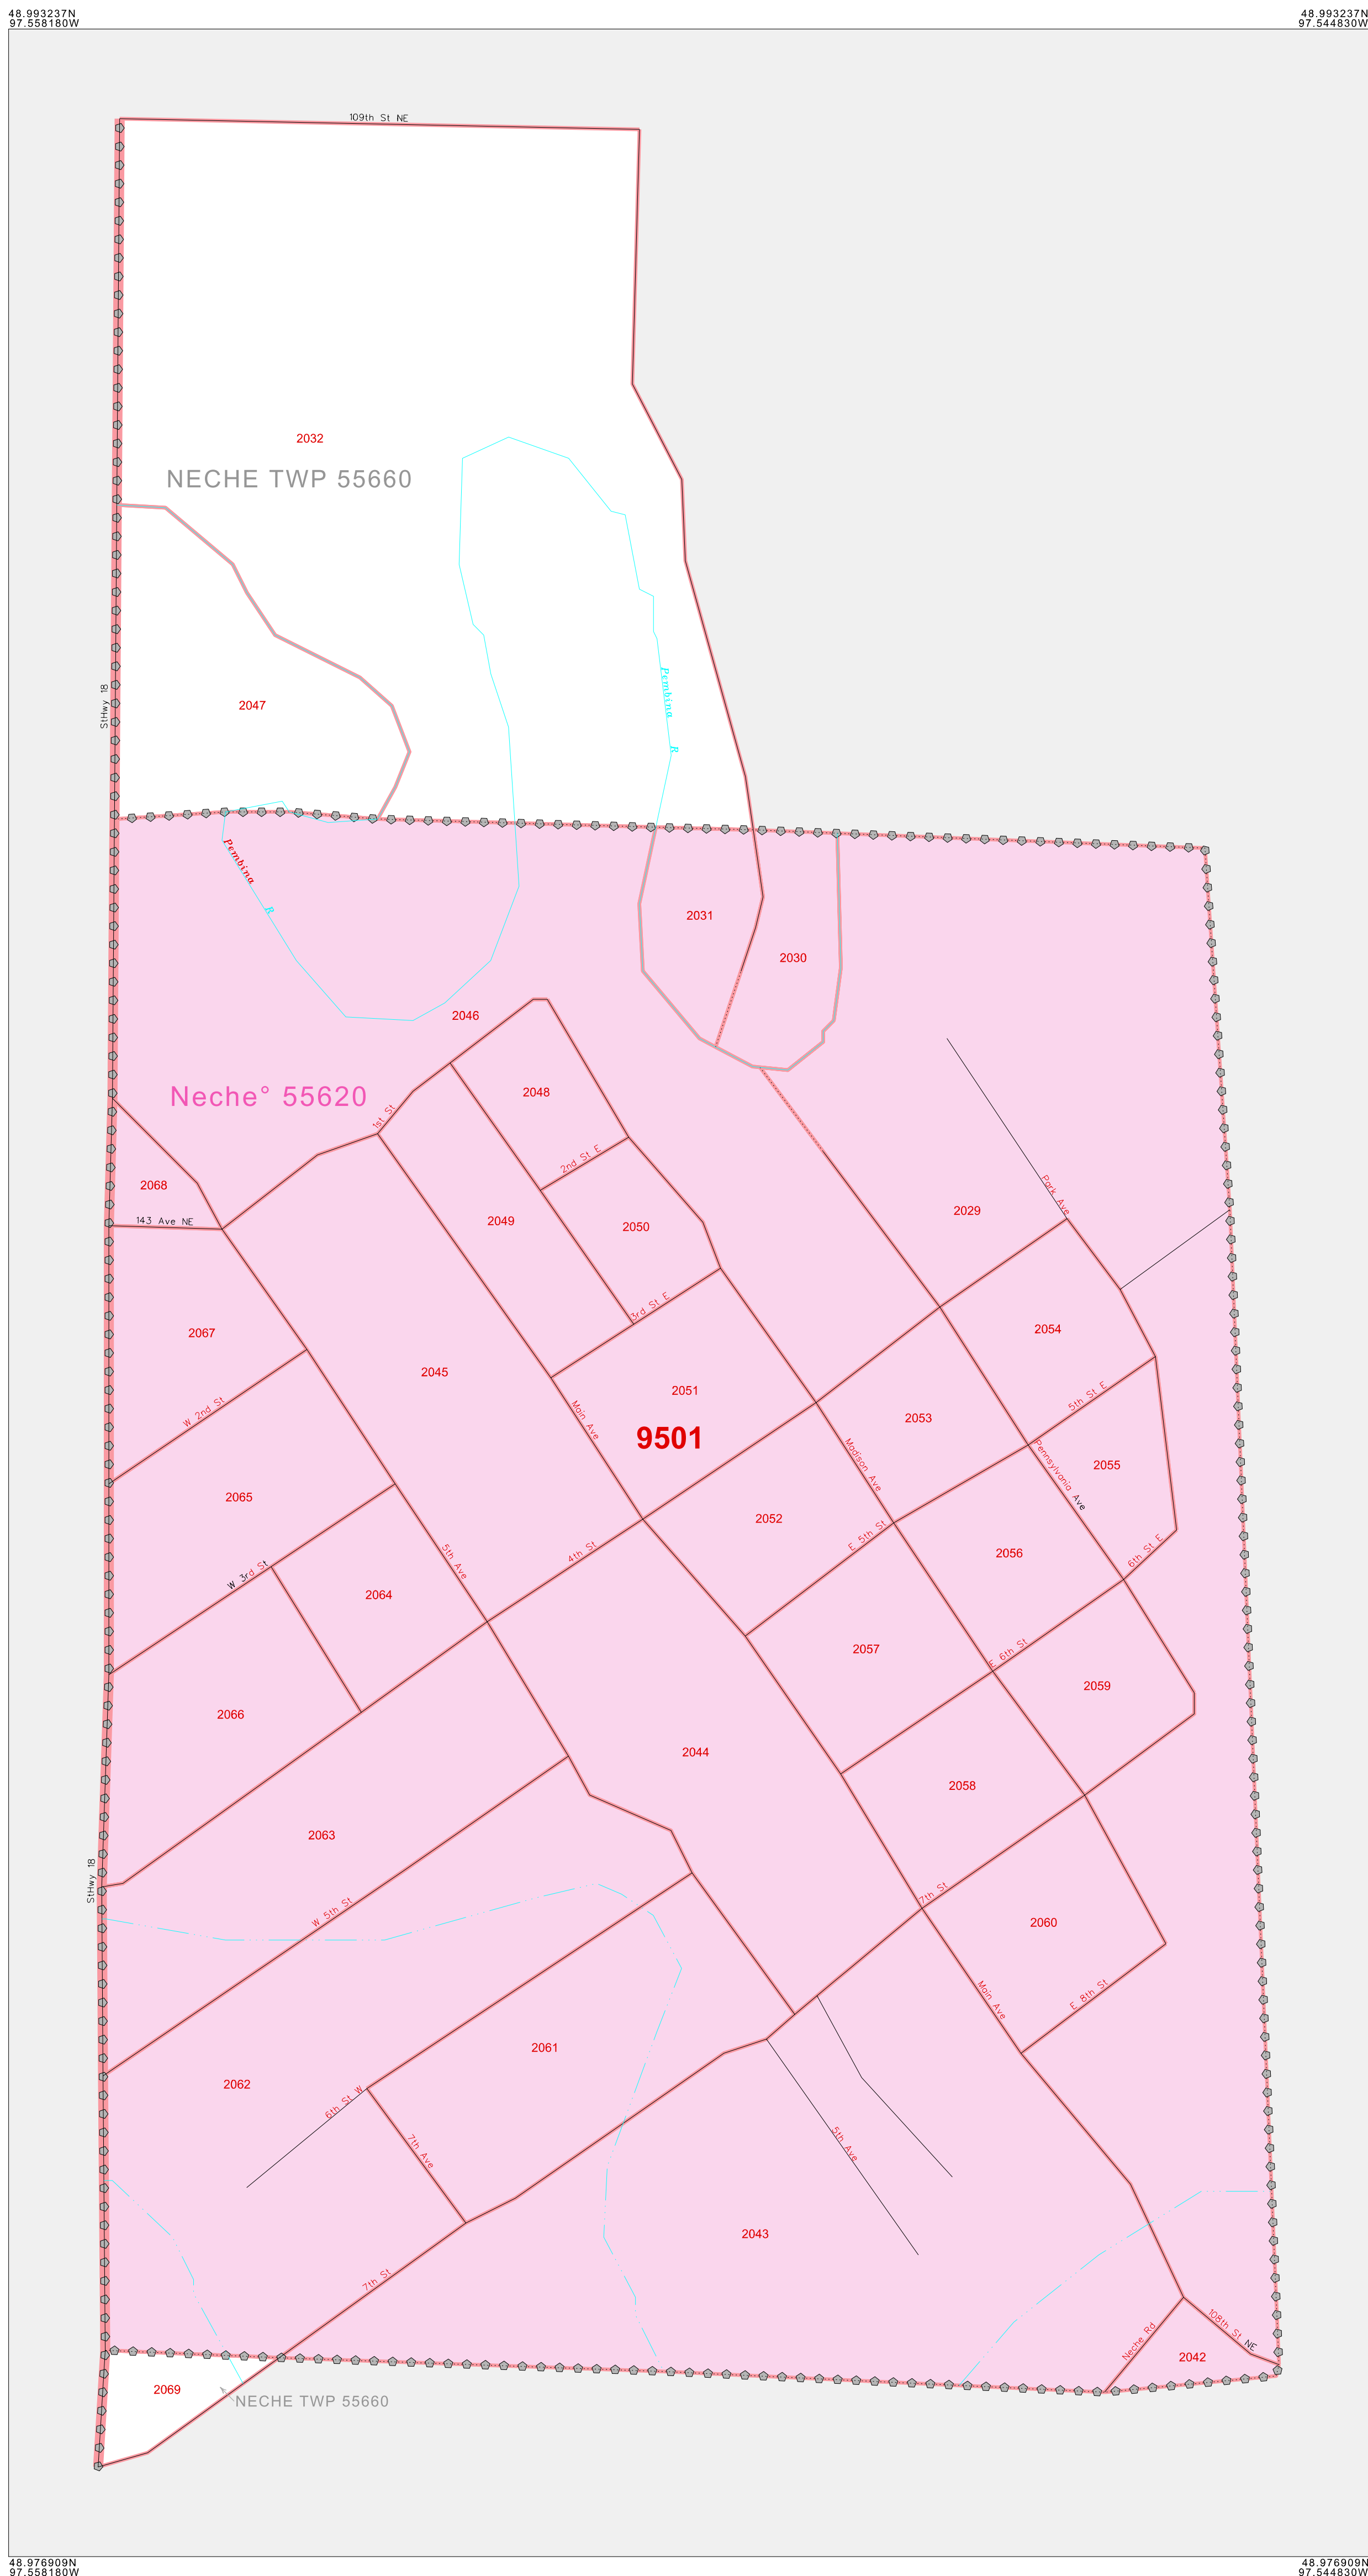 48.993237N
97.558180W
48.993237N
97.544830W
109th St NE
2032
NECHE TWP 55660
Pembina R
StHwy 18
2047
Pembina R
2031
2030
2046
Neche° 55620
2048
1st St
2nd St E
2068
143 Ave NE
2049
2050
Park Ave
2029
3rd St E
2067
2054
2045
2051
5th St E
W 2nd St
Main Ave
9501
2053
Madison Ave
Pennsylvania Ave
2055
2065
2052
E 5th St
4th St
5th Ave
2056
6th St E
W 3rd St
2064
2057
E 6th St
2059
2066
2044
2058
2063
StHwy 18
7th St
W 5th St
2060
Main Ave
E 8th St
2061
2062
6th St W
7th Ave
5th Ave
2043
7th St
Neche Rd
108th St NE
2042
2069
NECHE TWP 55660
48.976909N
97.558180W
48.976909N
97.544830W